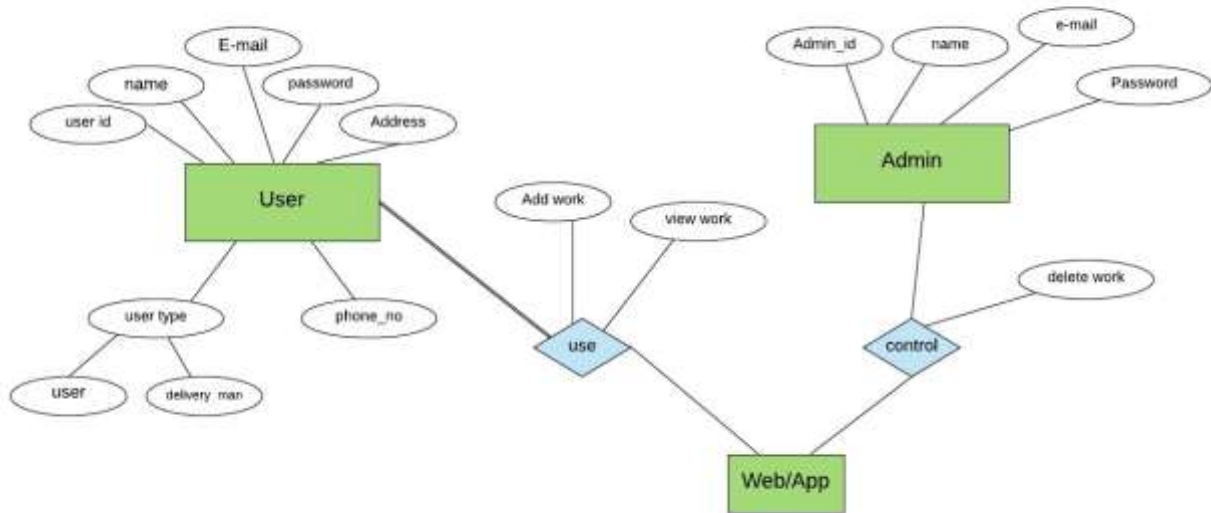 E-mail
name
password
user id
Address
User
user type
phone_no
user
delivery man
Add work
view work
use
Admin_id
name
e-mail
Password
Admin
delete work
control
Web/App